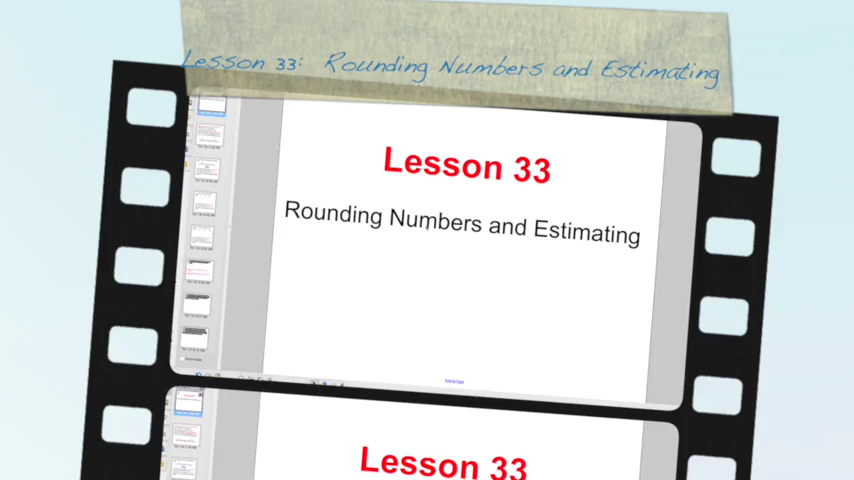 Lesson 33: Rounding Numbers and Estimating
Lesson 33
Rounding Numbers and Estimating
Lesson 33